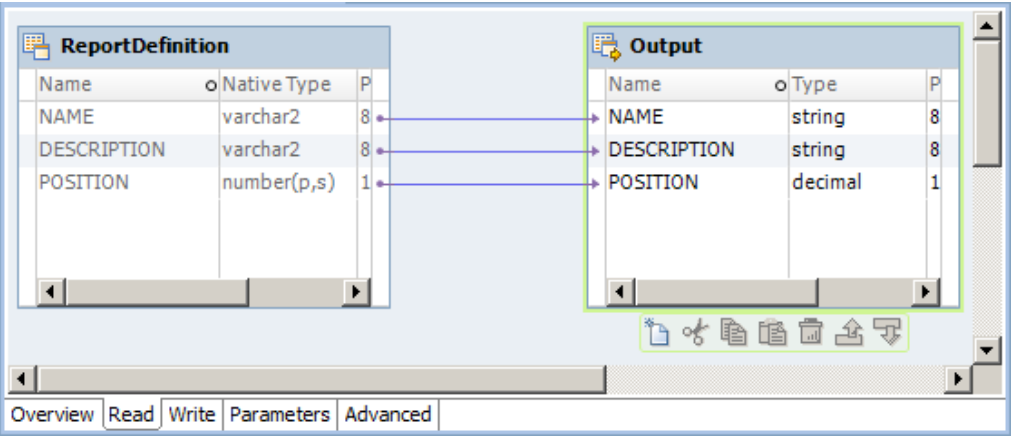 ReportDefinition
Name Native Type P
NAME varchar2 8
DESCRIPTION varchar2 8
POSITION number(p,s) 1
Output
Name Type P
NAME string 8
DESCRIPTION string 8
POSITION decimal 1
Overview Read Write Parameters Advanced